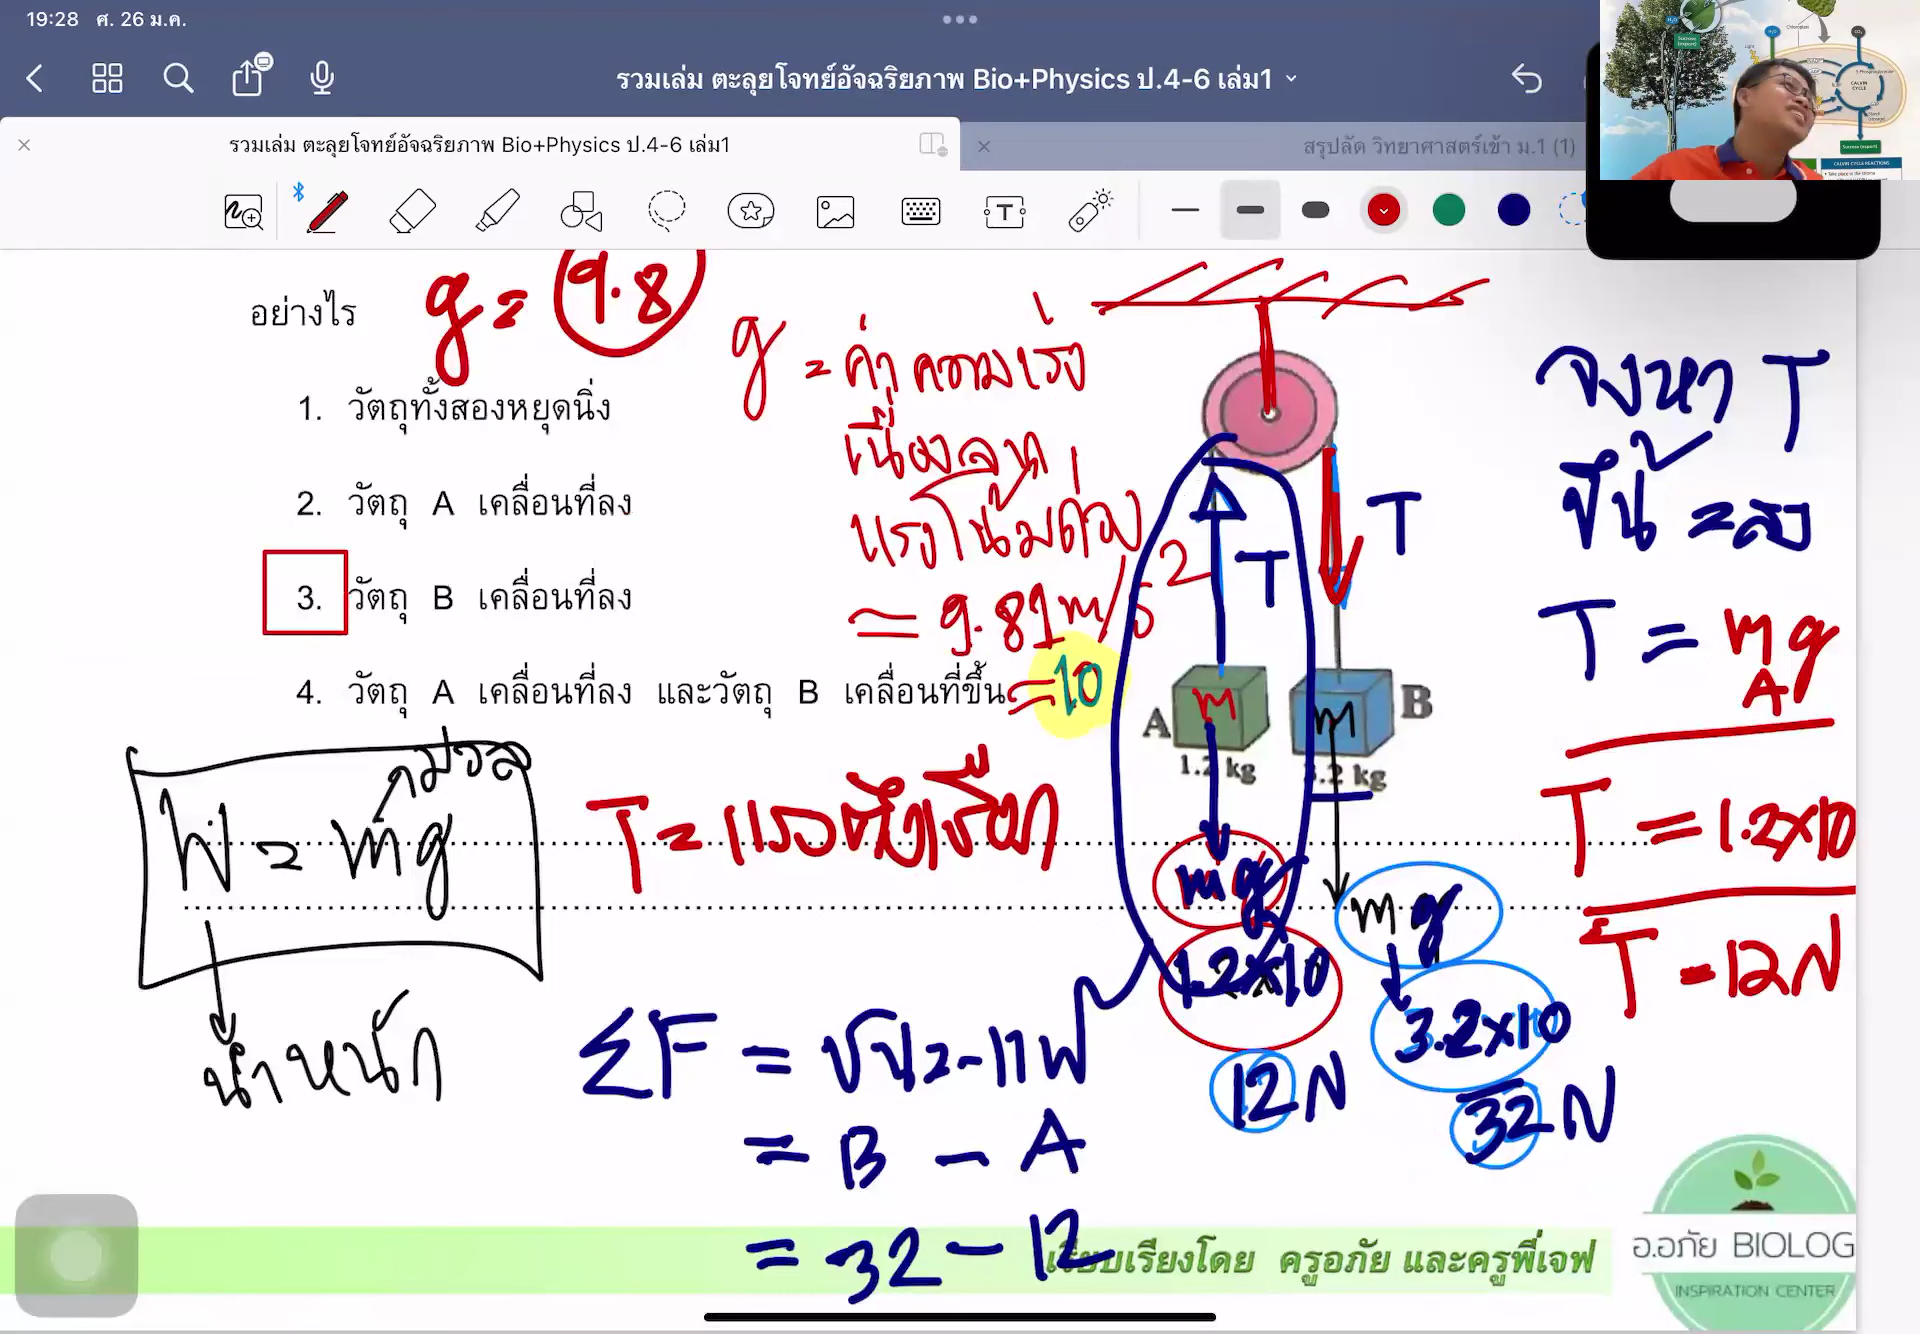 19:28 ศ. 26 ม.ค.
รวมเล่ม ตะลุยโจทย์อัจฉริยภาพ Bio+Physics ป.4-6 เล่ม1
รวมเล่ม ตะลุยโจทย์อัจฉริยภาพ Bio+Physics ป.4-6 เล่ม1
สรุปลัด วิทยาศาสตร์เข้า ม.1 (1)
CALVIN CYCLE
อย่างไร
g = 9.8
g = ค่าความเร่ง
เนื่องจาก
แรงโน้มถ่วง
= 9.81 m/s2
≈ 10
1. วัตถุทั้งสองหยุดนิ่ง
2. วัตถุ A เคลื่อนที่ลง
3. วัตถุ B เคลื่อนที่ลง
4. วัตถุ A เคลื่อนที่ลง และวัตถุ B เคลื่อนที่ขึ้น
T
T
A
m
m
B
1.2 kg
3.2 kg
mg
1.2×10
12 N
mg
3.2×10
32 N
จงหา T
ขึ้น = ลง
T = mAg
T = 1.2×10
T = 12 N
มวล
W = mg
น้ำหนัก
T = แรงตึงเชือก
ΣF =
= B - A
= 32 - 12
เรียบเรียงโดย ครูอภัย และครูพี่เจฟ
อ.อภัย BIOLOG
INSPIRATION CENTER